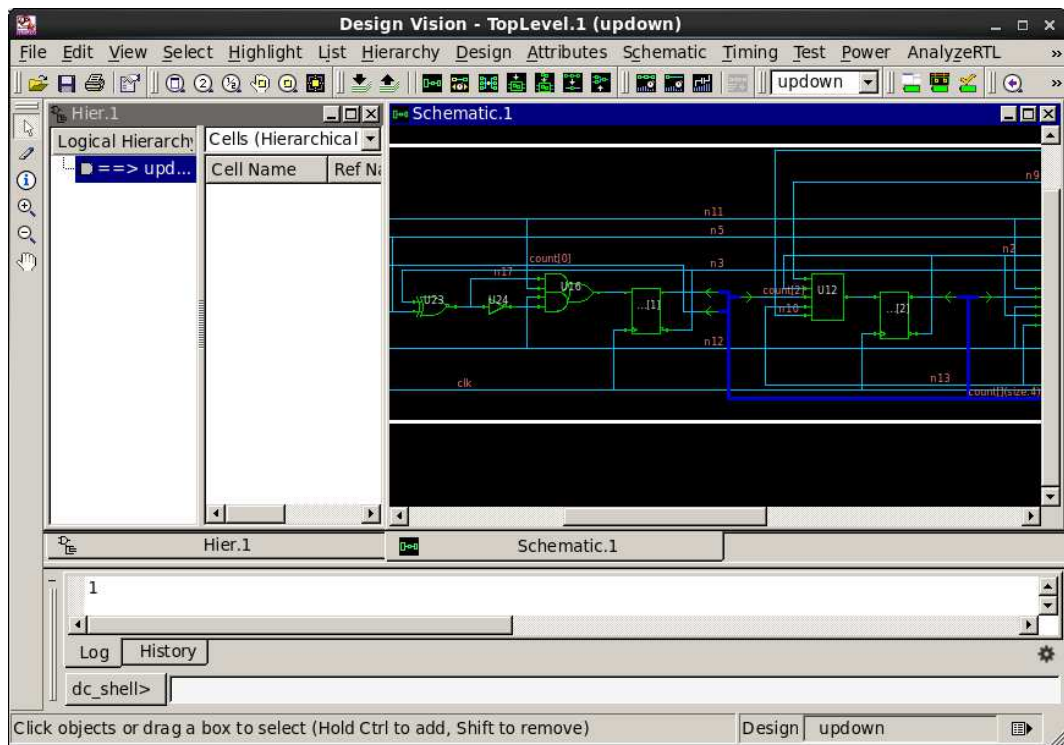 Design Vision - TopLevel.1 (updown)
File Edit View Select Highlight List Hierarchy Design Attributes Schematic Timing Test Power AnalyzeRTL »
updown »
Hier.1
Schematic.1
Logical Hierarch
Cells (Hierarchical
==> upd...
Cell Name Ref Na
n9
n11
n5
n2
count[0]
n3
n17
U23
U24
U16
...[1]
count[2]
U12
...[2]
n10
n12
clk
n13
count[](size:4)
Hier.1
Schematic.1
1
Log History
dc_shell>
Click objects or drag a box to select (Hold Ctrl to add, Shift to remove)
Design updown